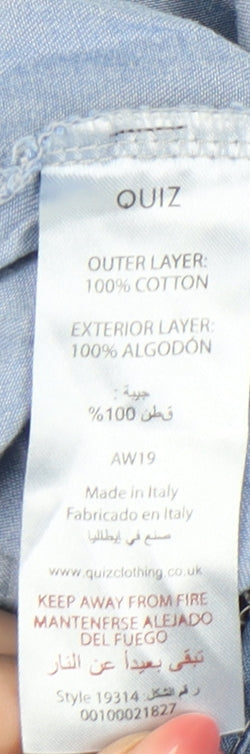 QUIZ
OUTER LAYER:
100% COTTON
EXTERIOR LAYER:
100% ALGODÓN
جيبة :
قطن 100%
AW19
Made in Italy
Fabricado en Italy
صنع في إيطاليا
www.quizclothing.co.uk
KEEP AWAY FROM FIRE
MANTENERSE ALEJADO
DEL FUEGO
تبقى بعيداً عن النار
Style 19314 رقم الشكل:
00100021827